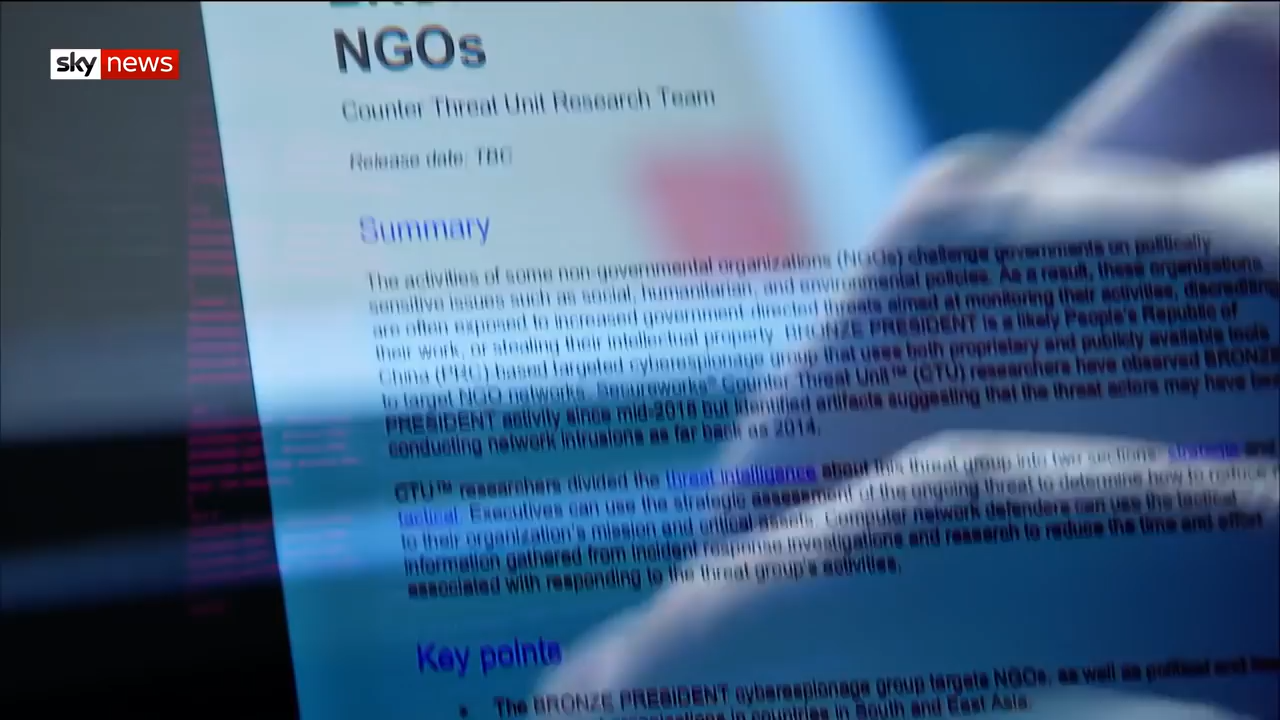 sky news
NGOs
Counter Threat Unit Research Team
Release date: TBC
Summary
The activities of some non-governmental organizations (NGOs) challenge governments on politically
sensitive issues such as social, humanitarian, and environmental policies. As a result, these organizations
are often exposed to increased government-directed threats aimed at monitoring their activities, discrediting
their work, or stealing their intellectual property. BRONZE PRESIDENT is a likely People's Republic of
China (PRC)-based targeted cyberespionage group that uses both proprietary and publicly available tools
to target NGO networks. Secureworks® Counter Threat Unit™ (CTU) researchers have observed BRONZE
PRESIDENT activity since mid-2018 but identified artifacts suggesting that the threat actors may have
conducting network intrusions as far back as 2014.
CTU™ researchers divided the threat intelligence about this threat group into two sections: strategic and
tactical. Executives can use the strategic assessment of the ongoing threat to determine how to reduce
to their organization's mission and critical assets. Computer network defenders can use the tactical
information gathered from incident response investigations and research to reduce the time and effort
associated with responding to the threat group's activities.
Key points
• The BRONZE PRESIDENT cyberespionage group targets NGOs, as well as political and
organizations in countries in South and East Asia.